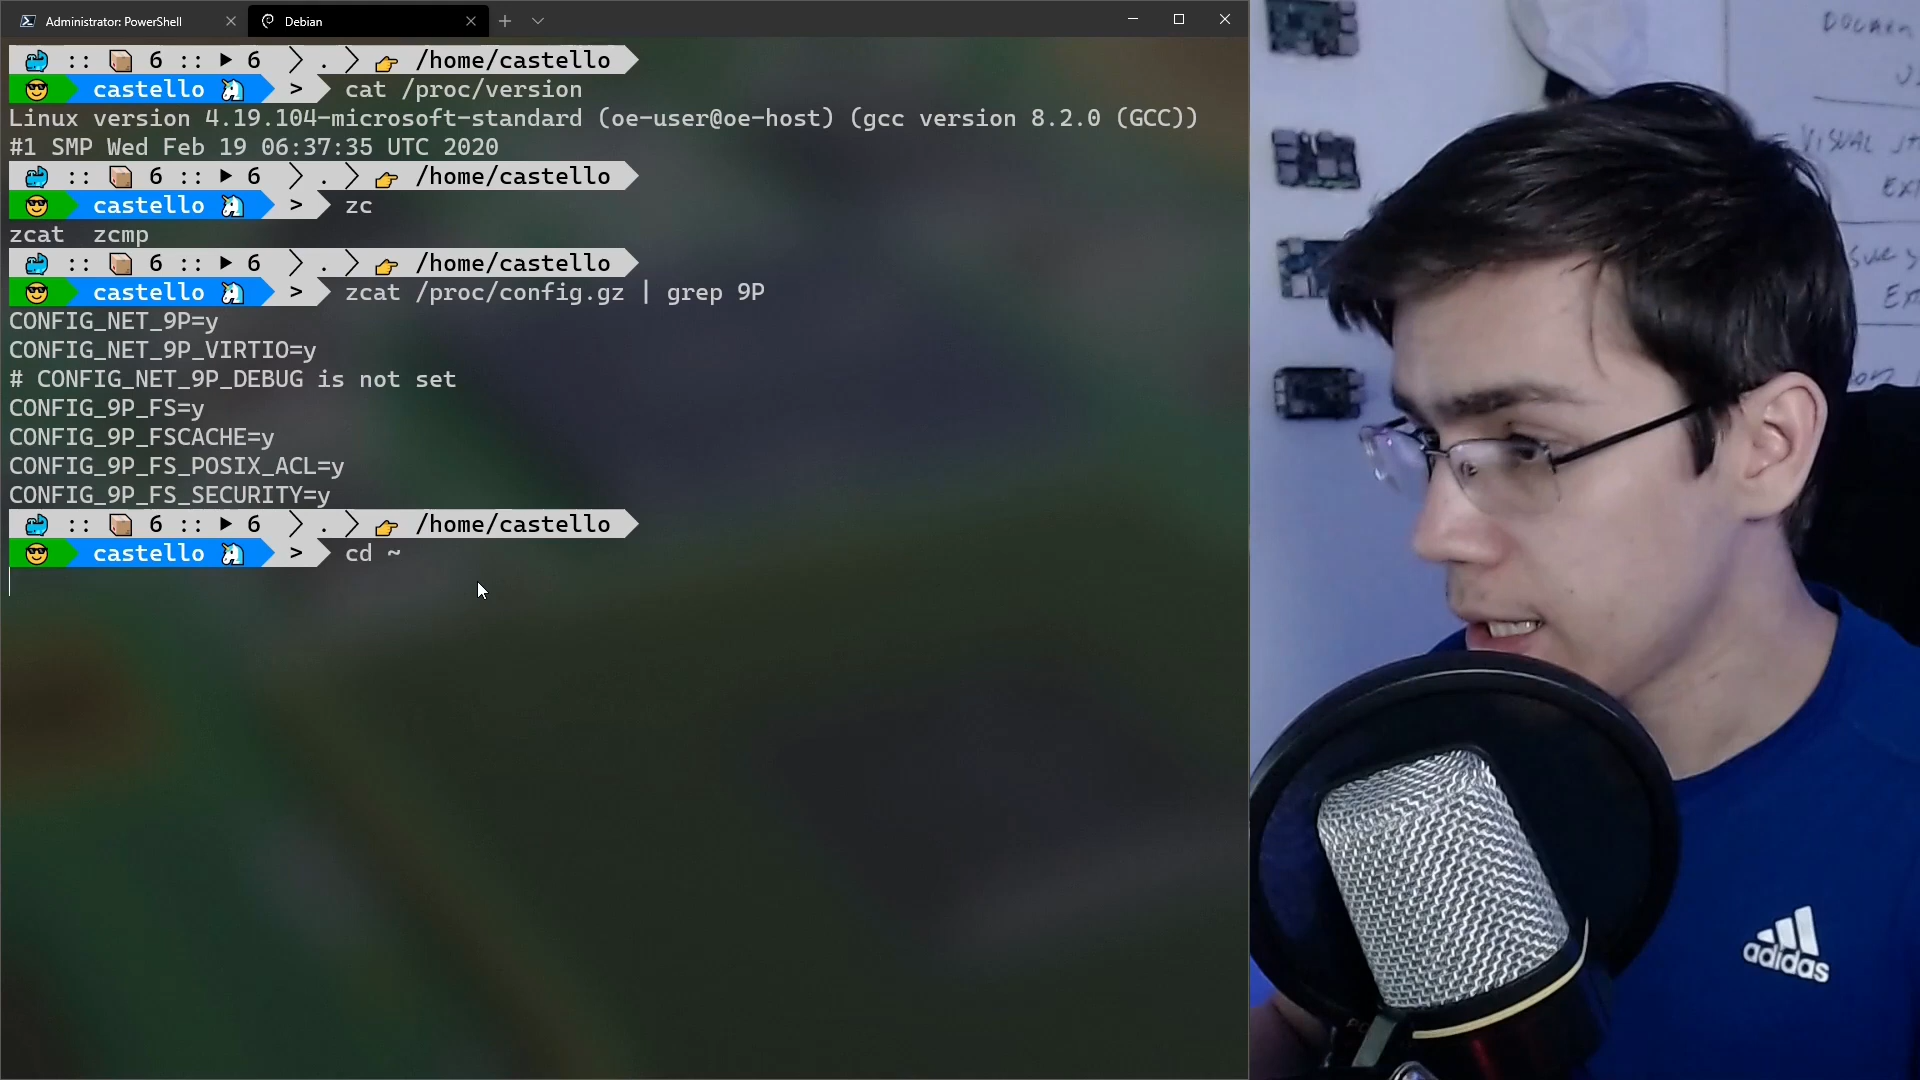 Administrator: PowerShell
Debian
:: 6 :: 6 . /home/castello
castello > cat /proc/version
Linux version 4.19.104-microsoft-standard (oe-user@oe-host) (gcc version 8.2.0 (GCC))
#1 SMP Wed Feb 19 06:37:35 UTC 2020
:: 6 :: 6 . /home/castello
castello > zc
zcat zcmp
:: 6 :: 6 . /home/castello
castello > zcat /proc/config.gz | grep 9P
CONFIG_NET_9P=y
CONFIG_NET_9P_VIRTIO=y
# CONFIG_NET_9P_DEBUG is not set
CONFIG_9P_FS=y
CONFIG_9P_FSCACHE=y
CONFIG_9P_FS_POSIX_ACL=y
CONFIG_9P_FS_SECURITY=y
:: 6 :: 6 . /home/castello
castello > cd ~
VISUAL
adidas